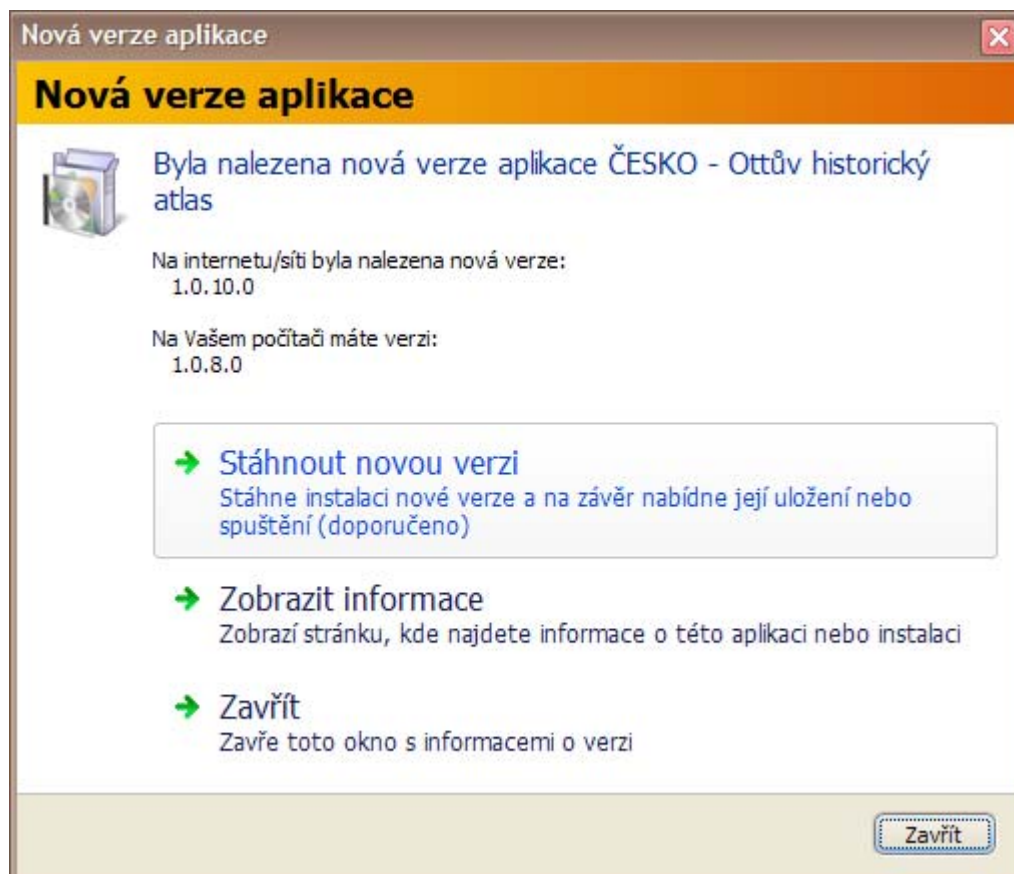 Nová verze aplikace
Nová verze aplikace
Byla nalezena nová verze aplikace ČESKO - Ottův historický
atlas
Na internetu/síti byla nalezena nová verze:
1.0.10.0
Na Vašem počítači máte verzi:
1.0.8.0
Stáhnout novou verzi
Stáhne instalaci nové verze a na závěr nabídne její uložení nebo
spuštění (doporučeno)
Zobrazit informace
Zobrazí stránku, kde najdete informace o této aplikaci nebo instalaci
Zavřít
Zavře toto okno s informacemi o verzi
Zavřít